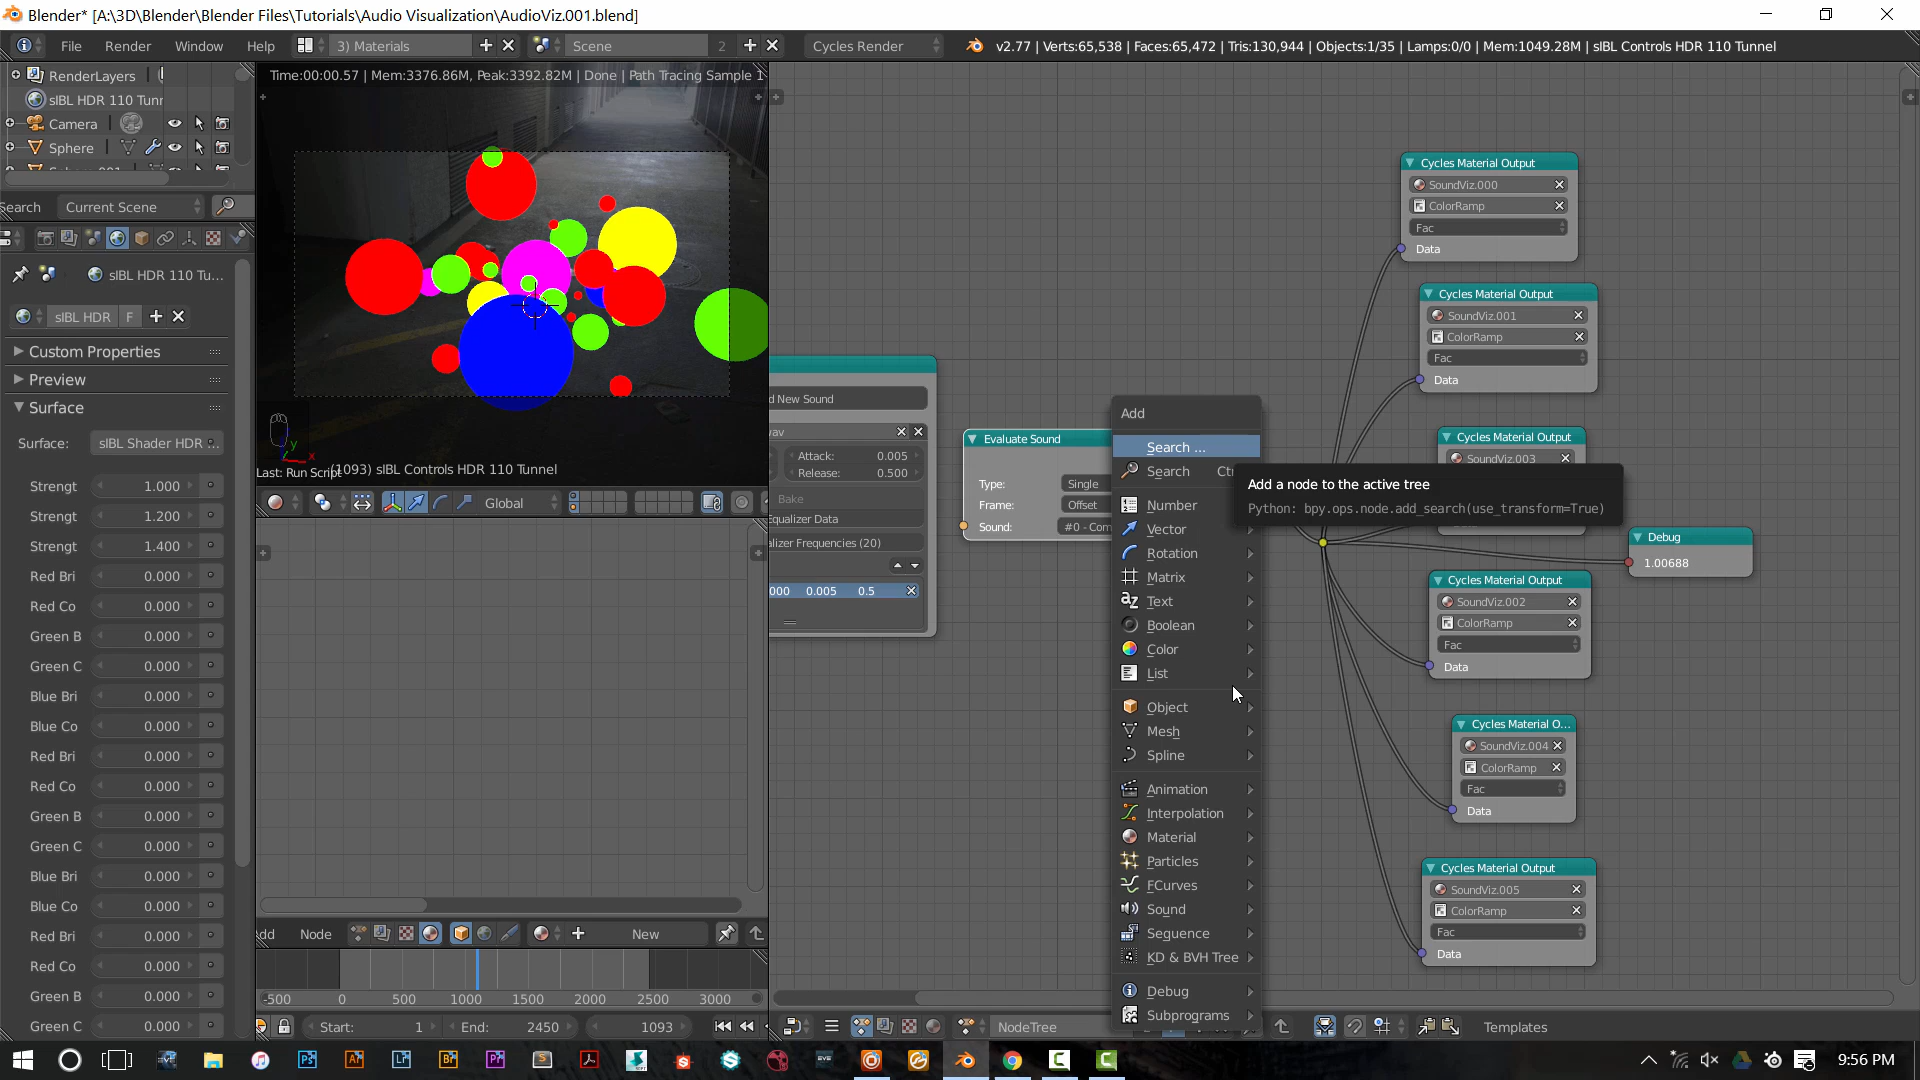 Blender* [A:\3D\Blender\Blender Files\Tutorials\Audio Visualization\AudioViz.001.blend]
File Render Window Help 3) Materials Scene 2 Cycles Render v2.77 | Verts:65,538 | Faces:65,472 | Tris:130,944 | Objects:1/35 | Lamps:0/0 | Mem:1049.28M | sIBL Controls HDR 110 Tunnel
RenderLayers
sIBL HDR 110 Tunr
Camera
Sphere
Search Current Scene
sIBL HDR 110 Tu...
sIBL HDR F
Custom Properties
Preview
Surface
Surface: sIBL Shader HDR ...
Strengt 1.000
Strengt 1.200
Strengt 1.400
Red Bri 0.000
Red Co 0.000
Green B 0.000
Green C 0.000
Blue Bri 0.000
Blue Co 0.000
Red Bri 0.000
Red Co 0.000
Green B 0.000
Green C 0.000
Blue Bri 0.000
Blue Co 0.000
Red Bri 0.000
Red Co 0.000
Green B 0.000
Green C 0.000
Time:00:00.57 | Mem:3376.86M, Peak:3392.82M | Done | Path Tracing Sample 1
y
x
Last: Run Script
(1093) sIBL Controls HDR 110 Tunnel
Global
dd Node New
-500 0 500 1000 1500 2000 2500 3000
Start: 1 End: 2450 1093
d New Sound
wav
Attack: 0.005
Release: 0.500
Bake
Equalizer Data
alizer Frequencies (20)
000 0.005 0.5
Evaluate Sound
Type: Single
Frame: Offset
Sound: #0 - Com
Add
Search ...
Search Ctr
Number
Vector
Rotation
Matrix
Text
Boolean
Color
List
Object
Mesh
Spline
Animation
Interpolation
Material
Particles
FCurves
Sound
Sequence
KD & BVH Tree
Debug
Subprograms
Add a node to the active tree
Python: bpy.ops.node.add_search(use_transform=True)
Cycles Material Output
SoundViz.000
ColorRamp
Fac
Data
Cycles Material Output
SoundViz.001
ColorRamp
Fac
Data
Cycles Material Output
SoundViz.003
Debug
1.00688
Cycles Material Output
SoundViz.002
ColorRamp
Fac
Data
Cycles Material O...
SoundViz.004
ColorRamp
Fac
Data
Cycles Material Output
SoundViz.005
ColorRamp
Fac
Data
NodeTree Templates
Ps Ai Lr Br Pr S EVE
9:56 PM